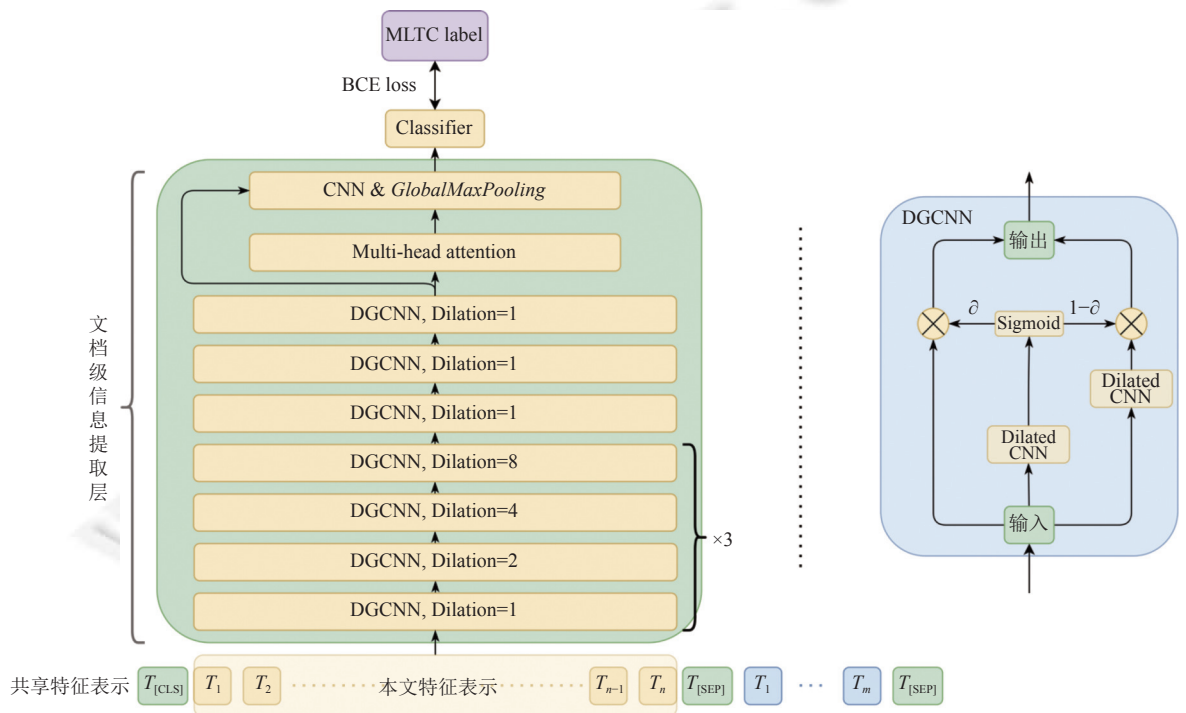 MLTC label
BCE loss
Classifier
CNN & GlobalMaxPooling
Multi-head attention
DGCNN, Dilation=1
DGCNN, Dilation=1
DGCNN, Dilation=1
DGCNN, Dilation=8
DGCNN, Dilation=4
DGCNN, Dilation=2
DGCNN, Dilation=1
×3
文档级信息提取层
共享特征表示 T[CLS] T1 T2 本文特征表示 Tn−1 Tn T[SEP] T1 … Tm T[SEP]
DGCNN
输出
∂ Sigmoid 1−∂
Dilated
CNN
Dilated
CNN
输入